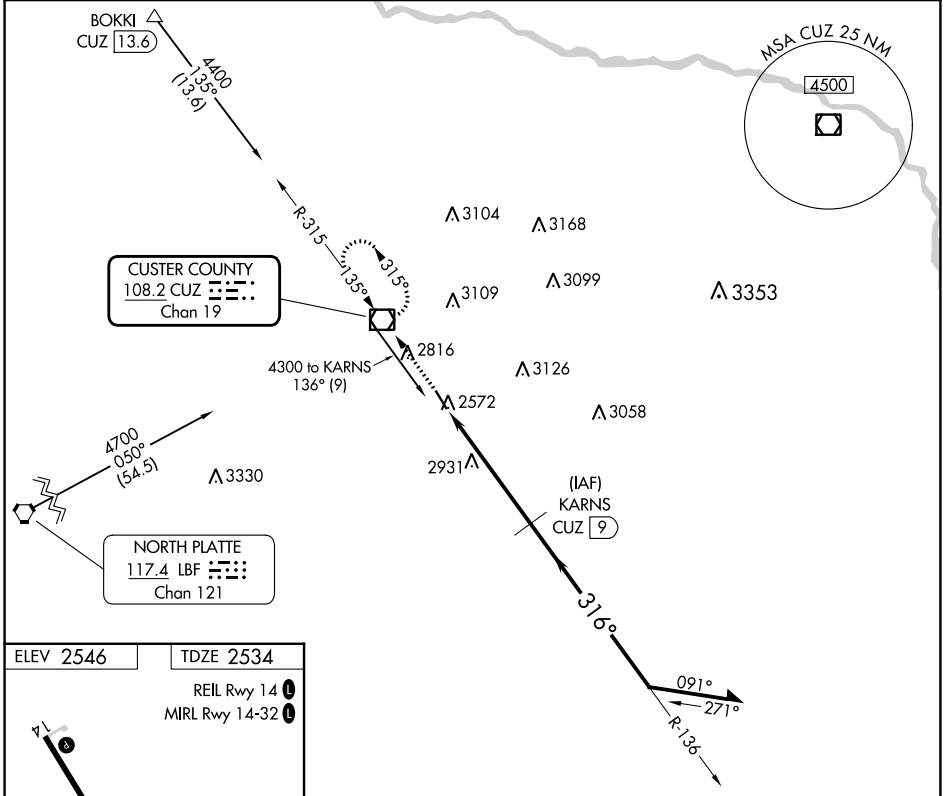 BOKKI
CUZ 13.6
4400
135°
(13.6)
MSA CUZ 25 NM
4500
R-315
135°
315°
3104
3168
3109
3099
3353
CUSTER COUNTY
108.2 CUZ
Chan 19
2816
4300 to KARNS
136° (9)
3126
2572
3058
4700
050°
(54.5)
3330
2931
(IAF)
KARNS
CUZ 9
NORTH PLATTE
117.4 LBF
Chan 121
316°
091°
271°
R-136
ELEV 2546
TDZE 2534
REIL Rwy 14 L
MIRL Rwy 14-32 L
14
P